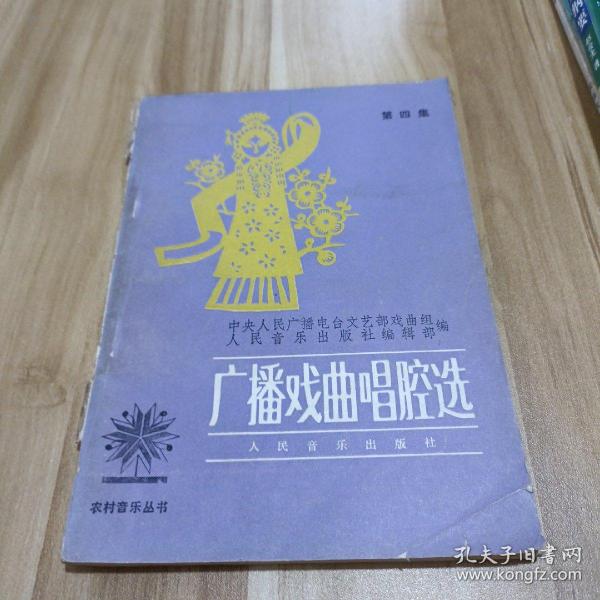 第四集
中央人民广播电台文艺部戏曲组
人民音乐出版社编辑部编
广播戏曲唱腔选
人民音乐出版社
农村音乐丛书
孔夫子旧書网
www.kongfz.com